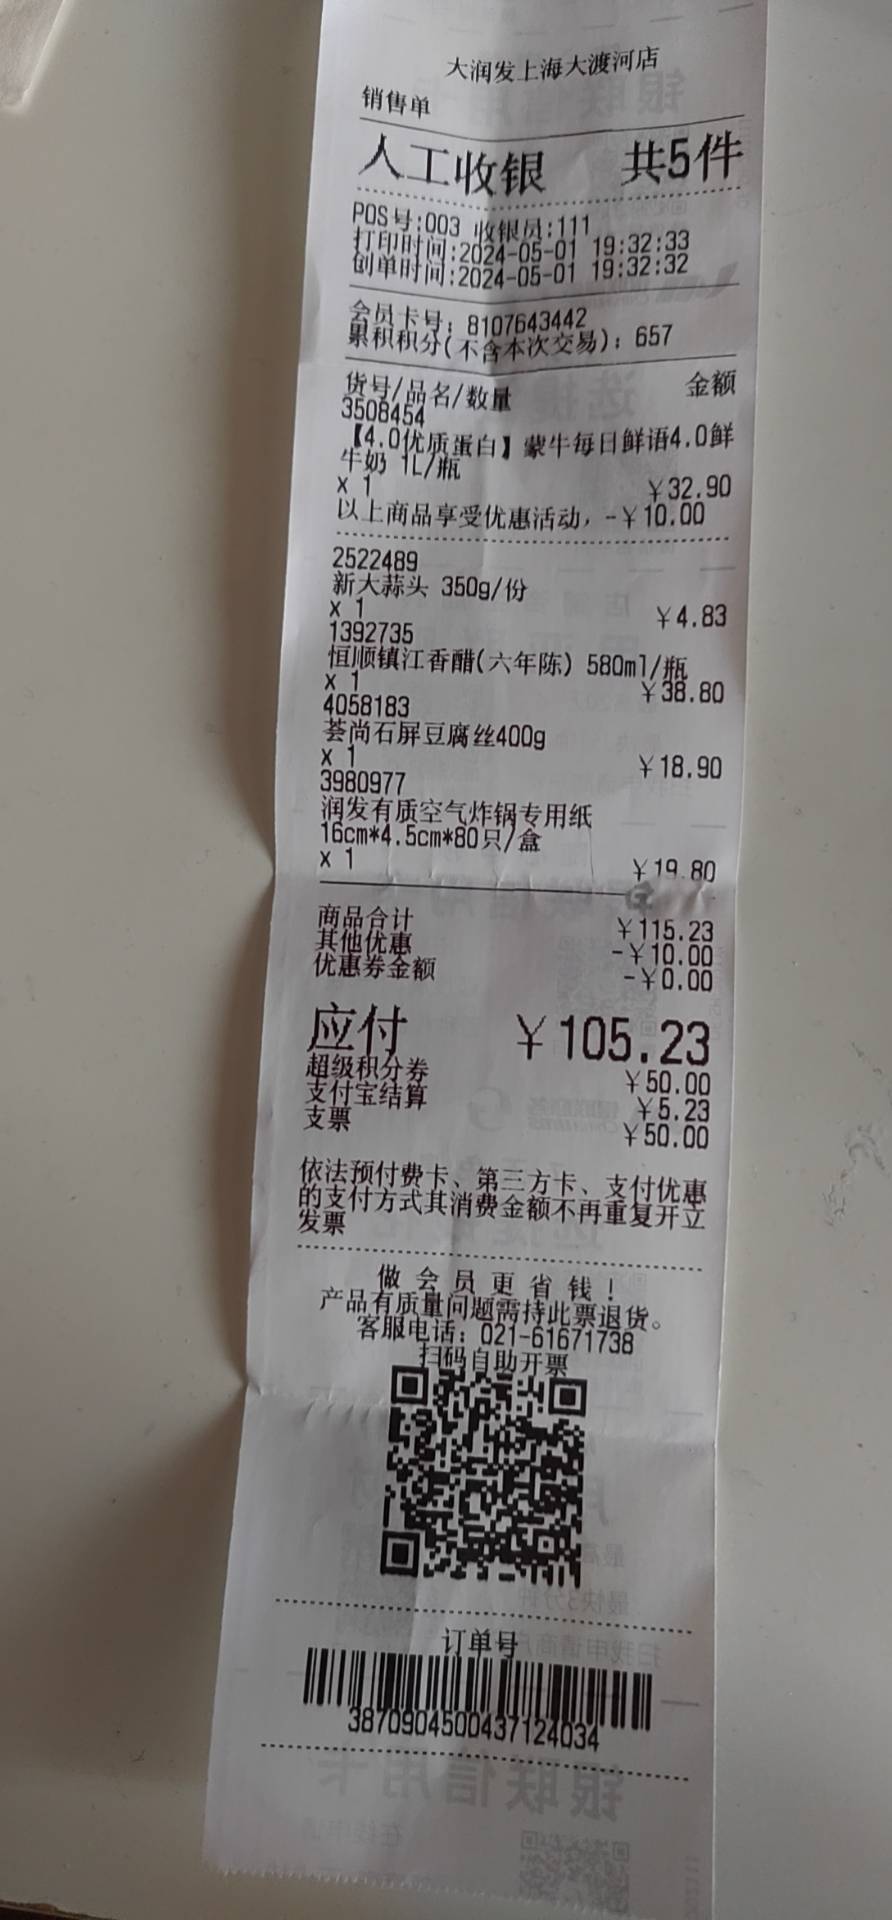 大润发上海大渡河店
销售单
人工收银 共5件
POS号:003 收银员:111
打印时间:2024-05-01 19:32:33
创单时间:2024-05-01 19:32:32
会员卡号: 8107643442
累积积分(不含本次交易): 657
货号/品名/数量 金额
3508454
【4.0优质蛋白】蒙牛每日鲜语4.0鲜
牛奶 1L/瓶
x 1 ￥32.90
以上商品享受优惠活动, -￥10.00
2522489
新大蒜头 350g/份
x 1 ￥4.83
1392735
恒顺镇江香醋(六年陈) 580ml/瓶
x 1 ￥38.80
4058183
荟尚石屏豆腐丝400g
x 1 ￥18.90
3980977
润发有质空气炸锅专用纸
16cm*4.5cm*80只/盒
x 1 ￥19.80
商品合计 ￥115.23
其他优惠 -￥10.00
优惠券金额 -￥0.00
应付 ￥105.23
超级积分券 ￥50.00
支付宝结算 ￥5.23
支票 ￥50.00
依法预付费卡、第三方卡、支付优惠
的支付方式其消费金额不再重复开立
发票
做会员更省钱!
产品有质量问题需持此票退货。
客服电话: 021-61671738
扫码自助开票
订单号
3870904500437124034